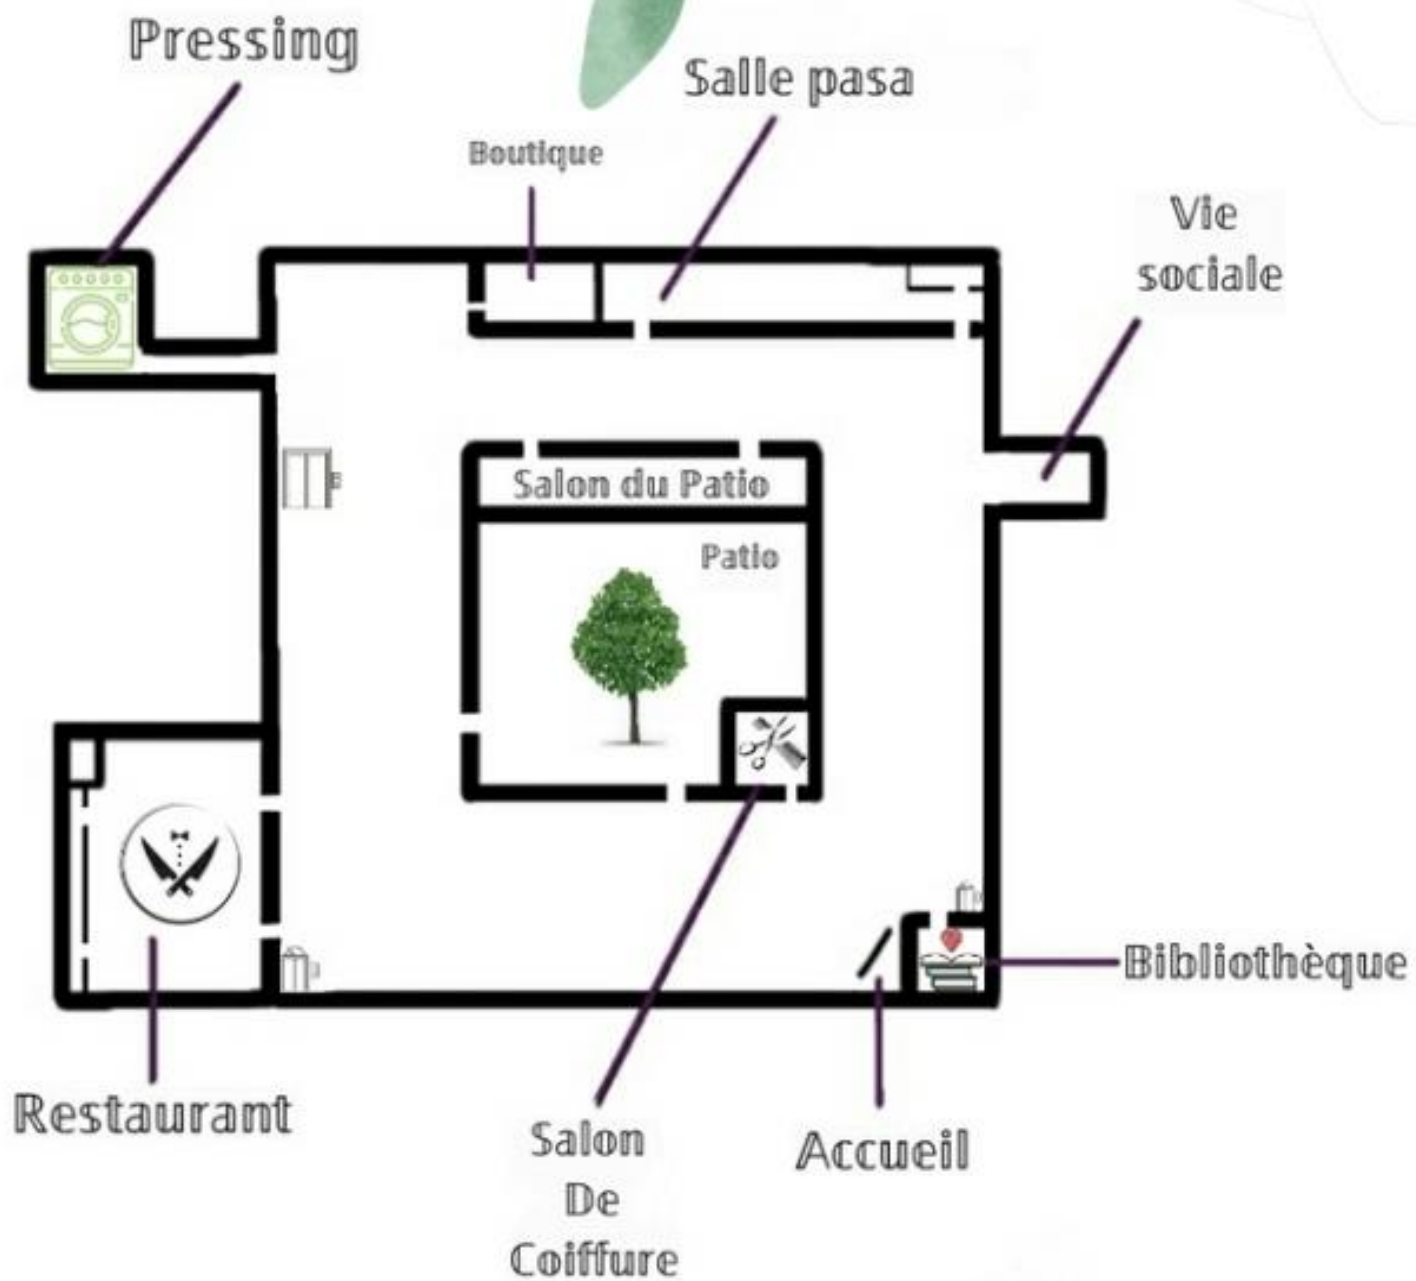 Pressing
Salle pasa
Boutique
Vie
sociale
Salon du Patio
Patio
Bibliothèque
Restaurant
Salon
De
Coiffure
Accueil